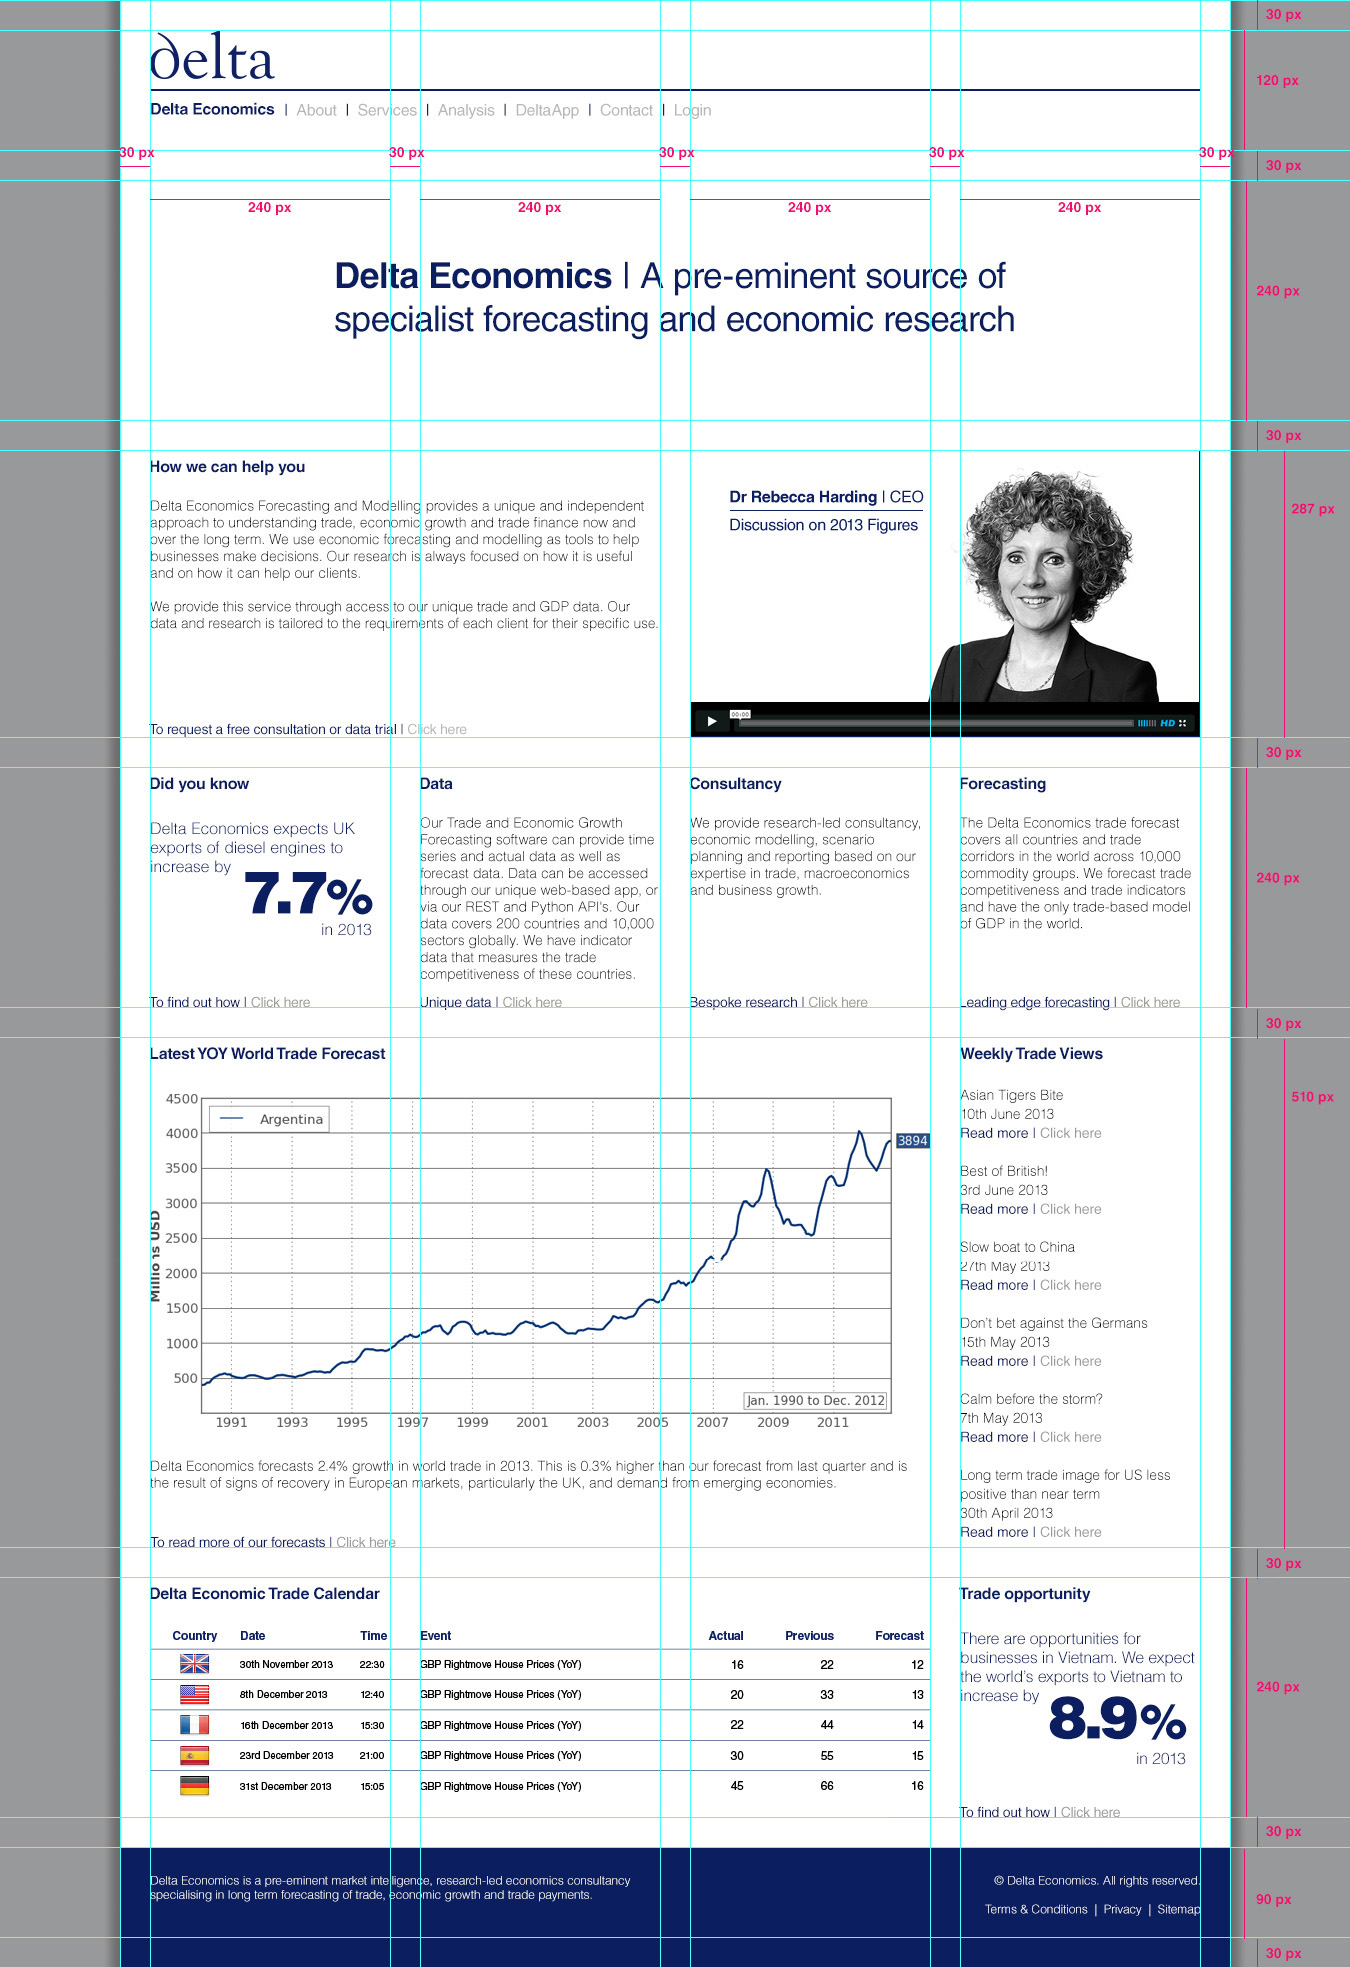 30 px
delta
120 px
Delta Economics | About | Services | Analysis | DeltaApp | Contact | Login
30 px 30 px 30 px 30 px 30 px
30 px
240 px 240 px 240 px 240 px
Delta Economics | A pre-eminent source of
specialist forecasting and economic research
240 px
30 px
How we can help you
Delta Economics Forecasting and Modelling provides a unique and independent
approach to understanding trade, economic growth and trade finance now and
over the long term. We use economic forecasting and modelling as tools to help
businesses make decisions. Our research is always focused on how it is useful
and on how it can help our clients.
We provide this service through access to our unique trade and GDP data. Our
data and research is tailored to the requirements of each client for their specific use.
To request a free consultation or data trial | Click here
Dr Rebecca Harding | CEO
Discussion on 2013 Figures
00:00
HD
287 px
30 px
Did you know
Delta Economics expects UK
exports of diesel engines to
increase by
7.7%
in 2013
To find out how | Click here
Data
Our Trade and Economic Growth
Forecasting software can provide time
series and actual data as well as
forecast data. Data can be accessed
through our unique web-based app, or
via our REST and Python API's. Our
data covers 200 countries and 10,000
sectors globally. We have indicator
data that measures the trade
competitiveness of these countries.
Unique data | Click here
Consultancy
We provide research-led consultancy,
economic modelling, scenario
planning and reporting based on our
expertise in trade, macroeconomics
and business growth.
Bespoke research | Click here
Forecasting
The Delta Economics trade forecast
covers all countries and trade
corridors in the world across 10,000
commodity groups. We forecast trade
competitiveness and trade indicators
and have the only trade-based model
of GDP in the world.
Leading edge forecasting | Click here
240 px
30 px
Latest YOY World Trade Forecast
Millions USD
4500
4000
3500
3000
2500
2000
1500
1000
500
Argentina
3894
Jan. 1990 to Dec. 2012
1991 1993 1995 1997 1999 2001 2003 2005 2007 2009 2011
Delta Economics forecasts 2.4% growth in world trade in 2013. This is 0.3% higher than our forecast from last quarter and is
the result of signs of recovery in European markets, particularly the UK, and demand from emerging economies.
To read more of our forecasts | Click here
Weekly Trade Views
Asian Tigers Bite
10th June 2013
Read more | Click here
Best of British!
3rd June 2013
Read more | Click here
Slow boat to China
27th May 2013
Read more | Click here
Don't bet against the Germans
15th May 2013
Read more | Click here
Calm before the storm?
7th May 2013
Read more | Click here
Long term trade image for US less
positive than near term
30th April 2013
Read more | Click here
510 px
30 px
Delta Economic Trade Calendar
Country Date Time Event Actual Previous Forecast
30th November 2013 22:30 GBP Rightmove House Prices (YoY) 16 22 12
8th December 2013 12:40 GBP Rightmove House Prices (YoY) 20 33 13
16th December 2013 15:30 GBP Rightmove House Prices (YoY) 22 44 14
23rd December 2013 21:00 GBP Rightmove House Prices (YoY) 30 55 15
31st December 2013 15:05 GBP Rightmove House Prices (YoY) 45 66 16
Trade opportunity
There are opportunities for
businesses in Vietnam. We expect
the world's exports to Vietnam to
increase by
8.9%
in 2013
To find out how | Click here
240 px
30 px
Delta Economics is a pre-eminent market intelligence, research-led economics consultancy
specialising in long term forecasting of trade, economic growth and trade payments.
© Delta Economics. All rights reserved.
Terms & Conditions | Privacy | Sitemap
90 px
30 px